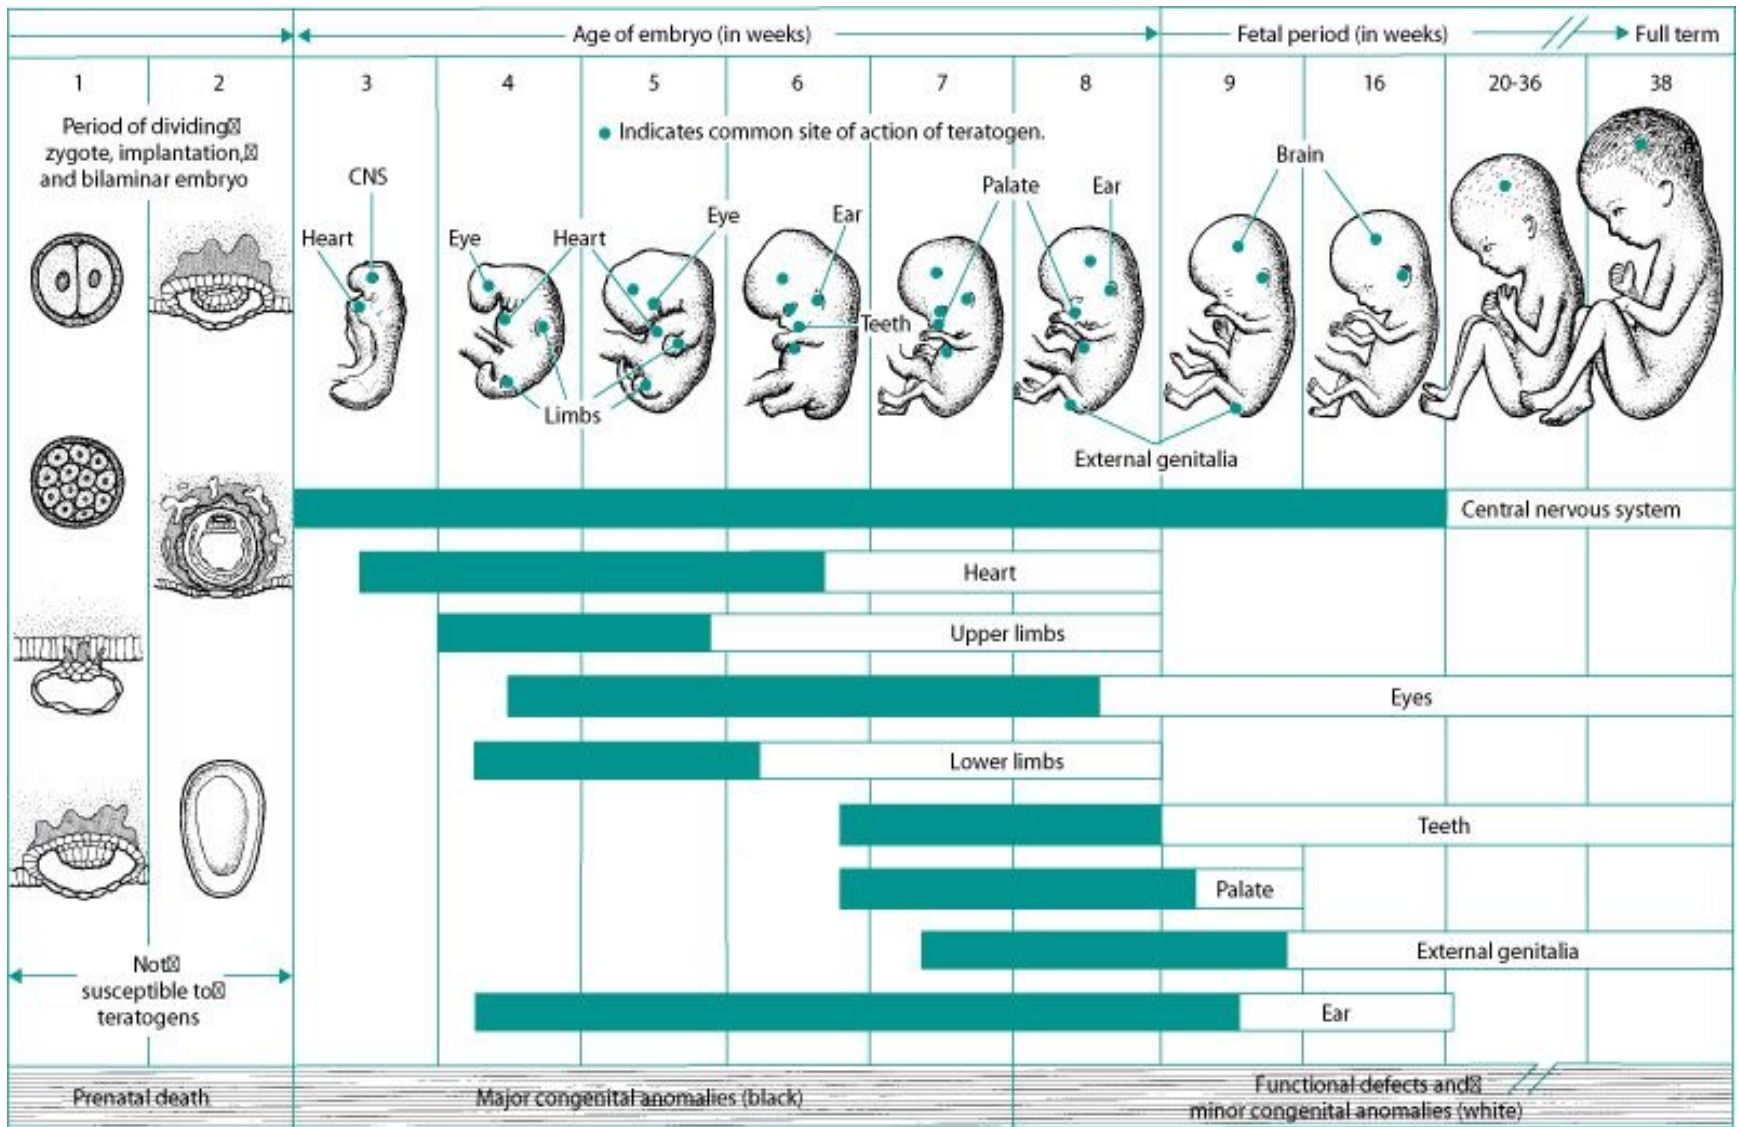 Age of embryo (in weeks)
Fetal period (in weeks)
Full term
1
2
3
4
5
6
7
8
9
16
20-36
38
Period of dividing
zygote, implantation,
and bilaminar embryo
Indicates common site of action of teratogen.
CNS
Heart
Eye
Heart
Eye
Ear
Palate
Ear
Brain
Teeth
Limbs
External genitalia
Central nervous system
Heart
Upper limbs
Eyes
Lower limbs
Teeth
Palate
External genitalia
Ear
Not
susceptible to
teratogens
Prenatal death
Major congenital anomalies (black)
Functional defects and
minor congenital anomalies (white)